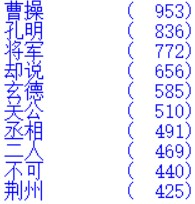 曹操 ( 953)
孔明 ( 836)
将军 ( 772)
却说 ( 656)
玄德 ( 585)
关公 ( 510)
丞相 ( 491)
二人 ( 469)
不可 ( 440)
荆州 ( 425)